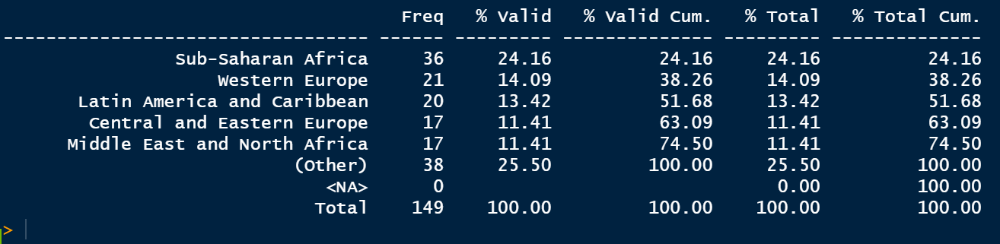 Freq % Valid % Valid Cum. % Total % Total Cum.
---------------------------------- ------ --------- -------------- --------- --------------
Sub-Saharan Africa 36 24.16 24.16 24.16 24.16
Western Europe 21 14.09 38.26 14.09 38.26
Latin America and Caribbean 20 13.42 51.68 13.42 51.68
Central and Eastern Europe 17 11.41 63.09 11.41 63.09
Middle East and North Africa 17 11.41 74.50 11.41 74.50
(Other) 38 25.50 100.00 25.50 100.00
<NA> 0 0.00 100.00
Total 149 100.00 100.00 100.00 100.00
>